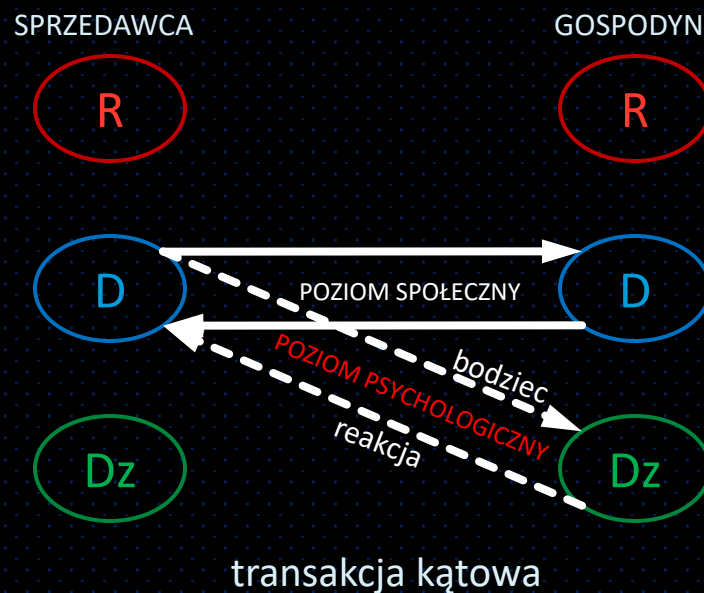 SPRZEDAWCA GOSPODYN
R R
D D
POZIOM SPOŁECZNY
bodziec
POZIOM PSYCHOLOGICZNY
reakcja
Dz Dz
transakcja kątowa